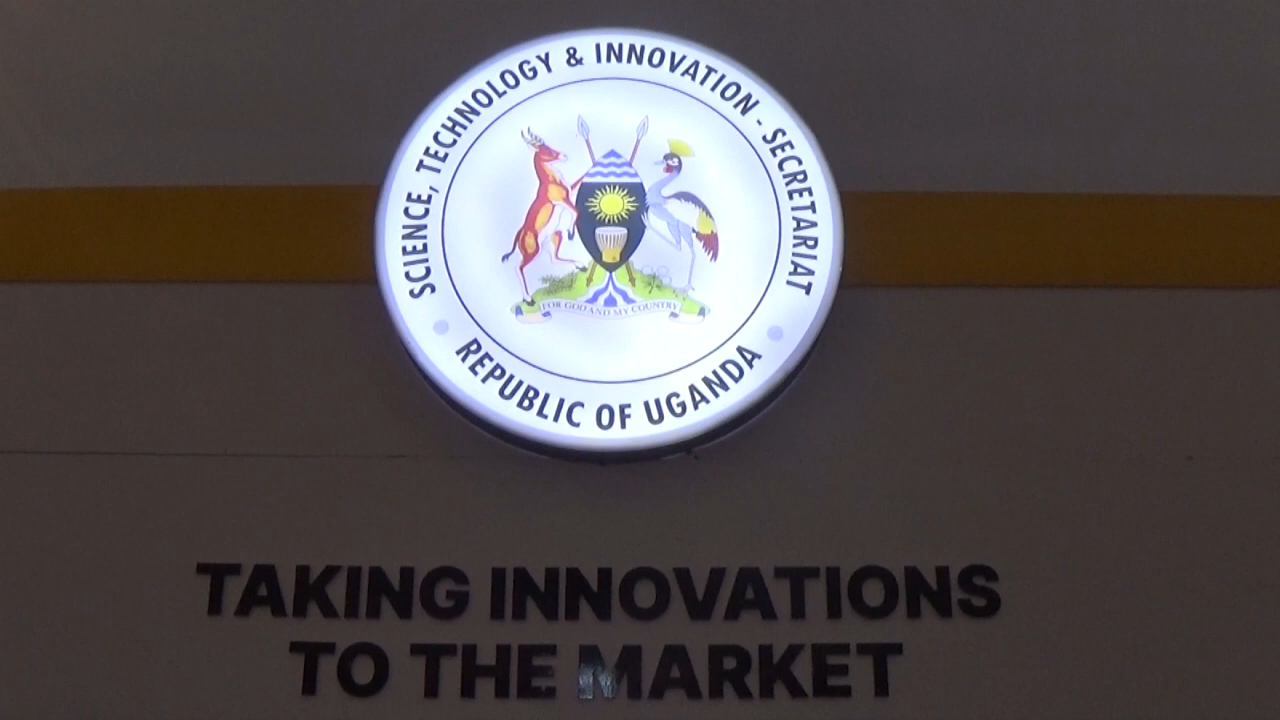 SCIENCE, TECHNOLOGY & INNOVATION - SECRETARIAT
FOR GOD AND MY COUNTRY
REPUBLIC OF UGANDA
TAKING INNOVATIONS
TO THE MARKET